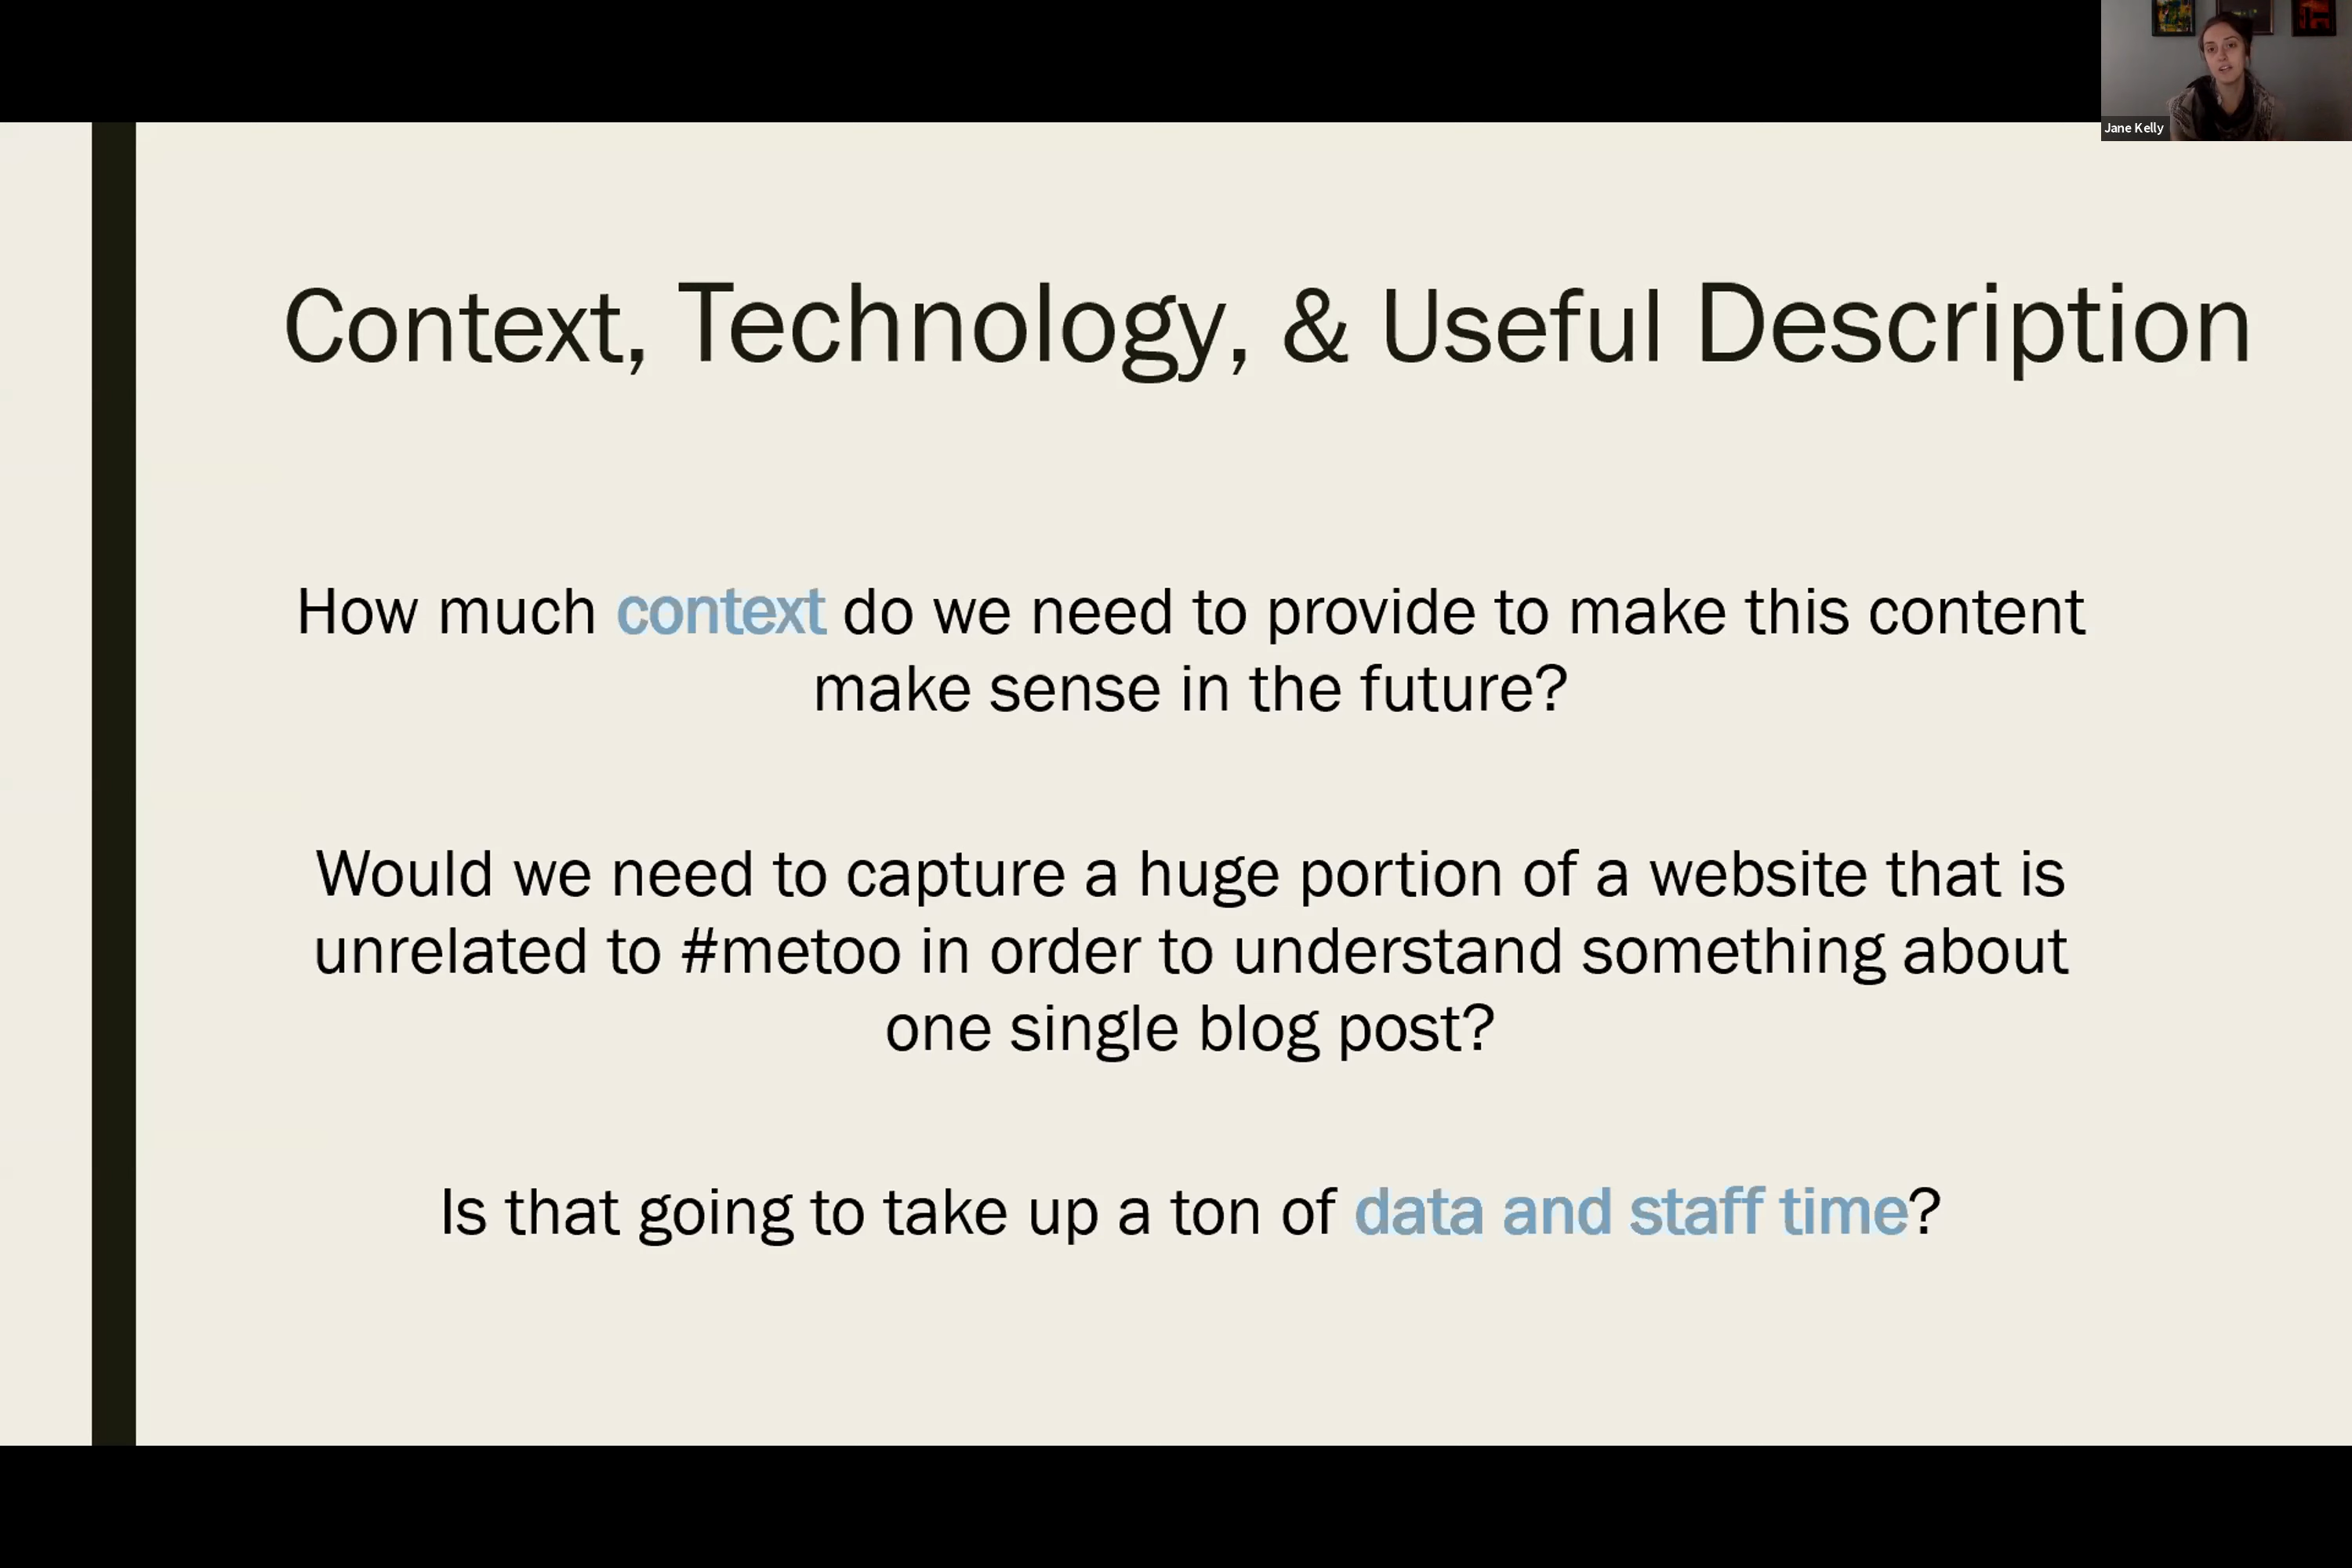 Jane Kelly
Context, Technology, & Useful Description
How much context do we need to provide to make this content
make sense in the future?
Would we need to capture a huge portion of a website that is
unrelated to #metoo in order to understand something about
one single blog post?
Is that going to take up a ton of data and staff time?